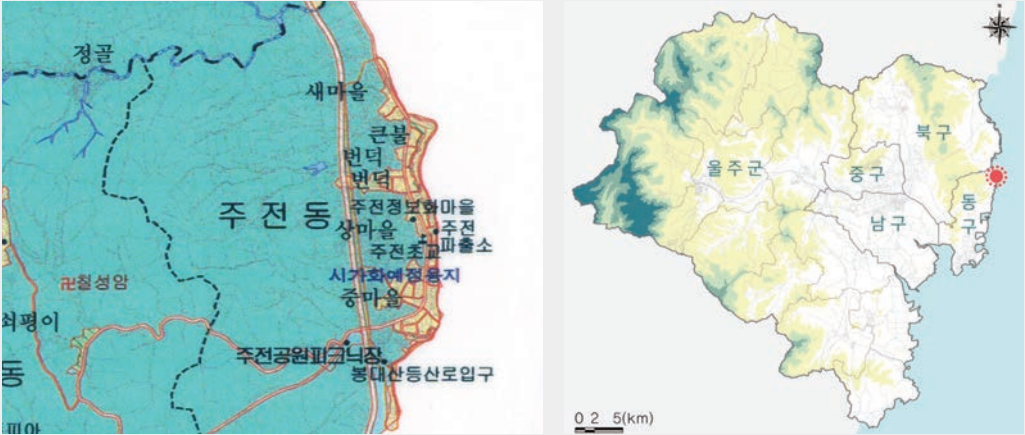 정골
새마을
큰불
번덕
번덕
주전동
주전정보화마을
상마을
주전
파출소
주전초교
시가화예정용지
卍칠성암
중마을
쇠평이
주전공원피크닉장
동
봉대산등산로입구
피아
북구
울주군
중구
동구
남구
0 2 5(km)